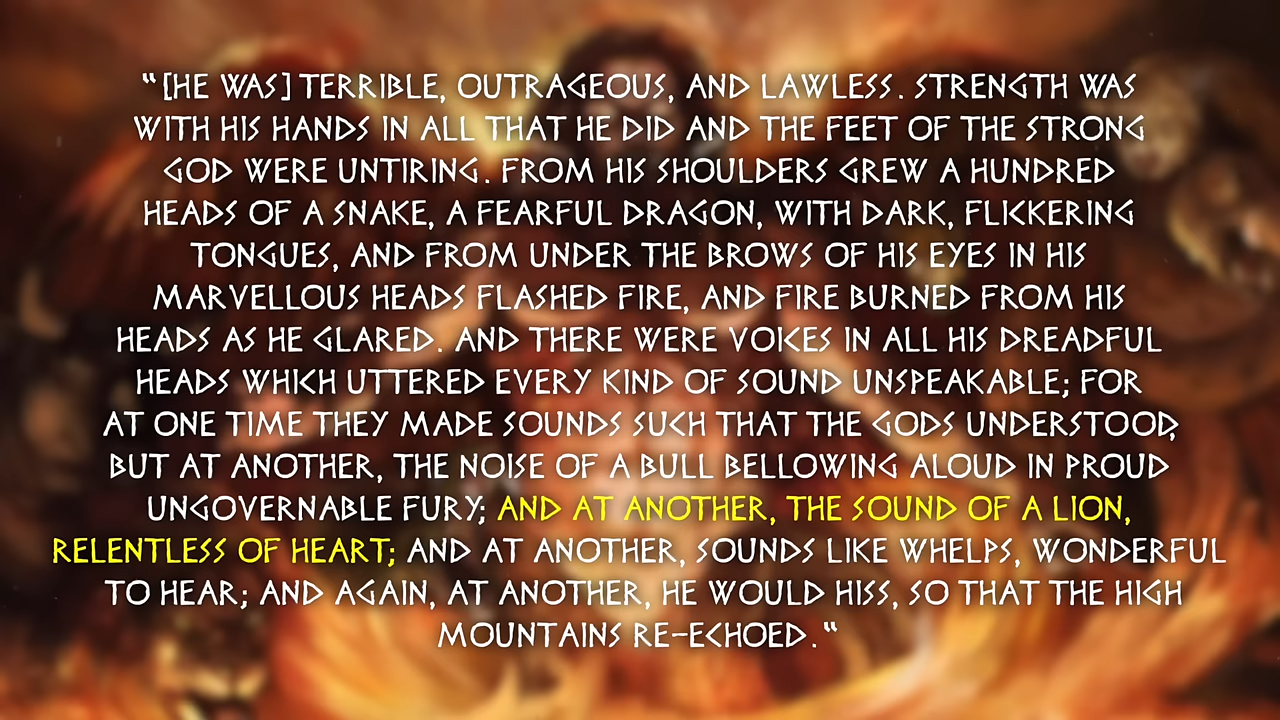 "[HE WAS] TERRIBLE, OUTRAGEOUS, AND LAWLESS. STRENGTH WAS
WITH HIS HANDS IN ALL THAT HE DID AND THE FEET OF THE STRONG
GOD WERE UNTIRING. FROM HIS SHOULDERS GREW A HUNDRED
HEADS OF A SNAKE, A FEARFUL DRAGON, WITH DARK, FLICKERING
TONGUES, AND FROM UNDER THE BROWS OF HIS EYES IN HIS
MARVELLOUS HEADS FLASHED FIRE, AND FIRE BURNED FROM HIS
HEADS AS HE GLARED. AND THERE WERE VOICES IN ALL HIS DREADFUL
HEADS WHICH UTTERED EVERY KIND OF SOUND UNSPEAKABLE; FOR
AT ONE TIME THEY MADE SOUNDS SUCH THAT THE GODS UNDERSTOOD,
BUT AT ANOTHER, THE NOISE OF A BULL BELLOWING ALOUD IN PROUD
UNGOVERNABLE FURY; AND AT ANOTHER, THE SOUND OF A LION,
RELENTLESS OF HEART; AND AT ANOTHER, SOUNDS LIKE WHELPS, WONDERFUL
TO HEAR; AND AGAIN, AT ANOTHER, HE WOULD HISS, SO THAT THE HIGH
MOUNTAINS RE-ECHOED."